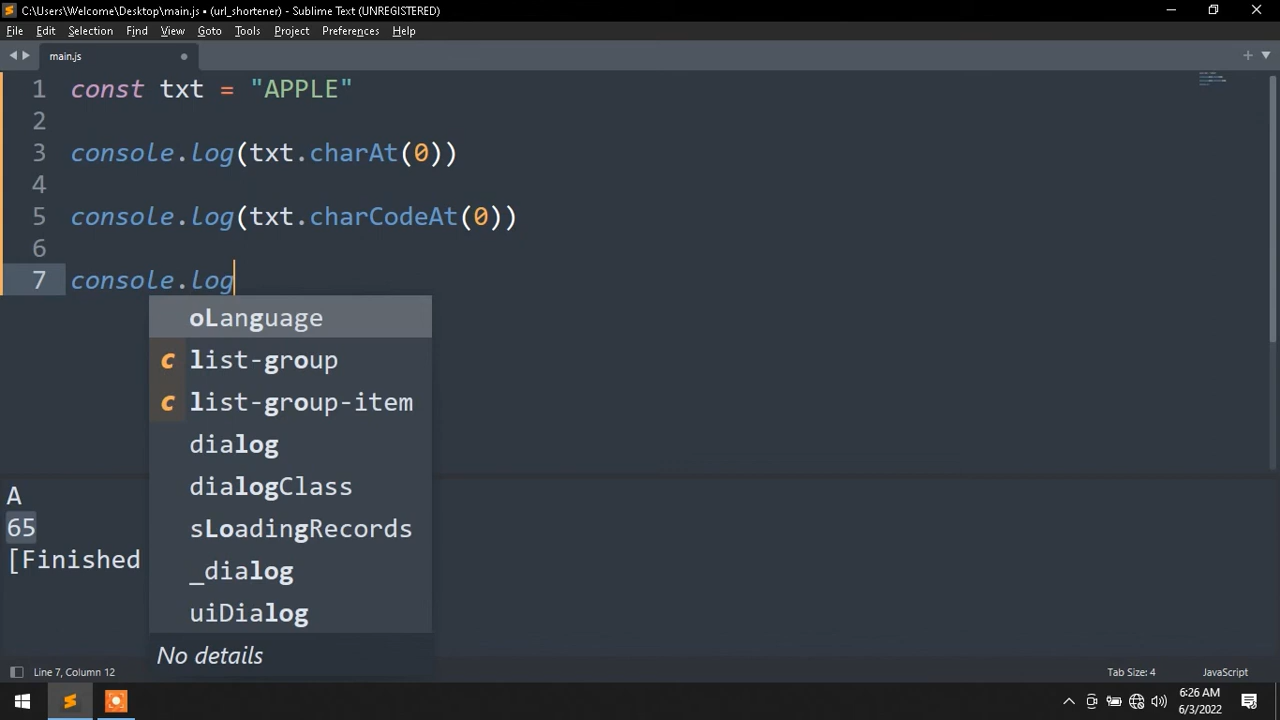 C:\Users\Welcome\Desktop\main.js • (url_shortener) - Sublime Text (UNREGISTERED)
File Edit Selection Find View Goto Tools Project Preferences Help
main.js
1 const txt = "APPLE"
2
3 console.log(txt.charAt(0))
4
5 console.log(txt.charCodeAt(0))
6
7 console.log
oLanguage
c list-group
c list-group-item
dialog
dialogClass
sLoadingRecords
_dialog
uiDialog
No details
A
65
[Finished
Line 7, Column 12
Tab Size: 4
JavaScript
6:26 AM
6/3/2022